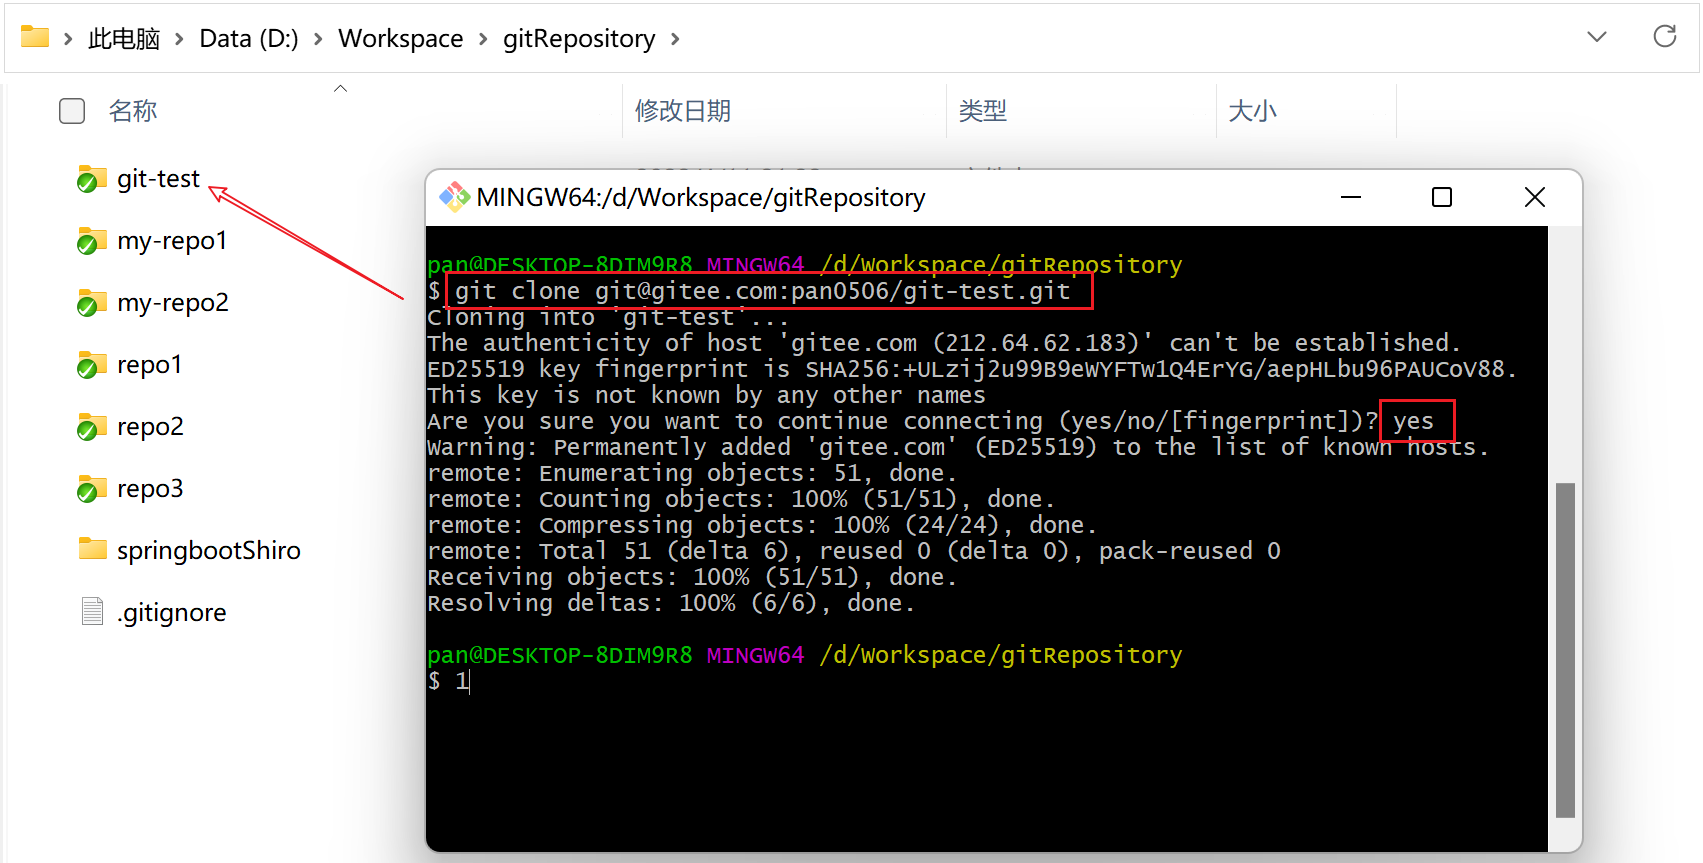 此电脑 Data (D:) Workspace gitRepository
名称 修改日期 类型 大小
git-test
my-repo1
my-repo2
repo1
repo2
repo3
springbootShiro
.gitignore
MINGW64:/d/Workspace/gitRepository
pan@DESKTOP-8DIM9R8 MINGW64 /d/Workspace/gitRepository
$ git clone git@gitee.com:pan0506/git-test.git
Cloning into 'git-test'...
The authenticity of host 'gitee.com (212.64.62.183)' can't be established.
ED25519 key fingerprint is SHA256:+ULzij2u99B9eWYFTw1Q4ErYG/aepHLbu96PAUCoV88.
This key is not known by any other names
Are you sure you want to continue connecting (yes/no/[fingerprint])? yes
Warning: Permanently added 'gitee.com' (ED25519) to the list of known hosts.
remote: Enumerating objects: 51, done.
remote: Counting objects: 100% (51/51), done.
remote: Compressing objects: 100% (24/24), done.
remote: Total 51 (delta 6), reused 0 (delta 0), pack-reused 0
Receiving objects: 100% (51/51), done.
Resolving deltas: 100% (6/6), done.
pan@DESKTOP-8DIM9R8 MINGW64 /d/Workspace/gitRepository
$ 1